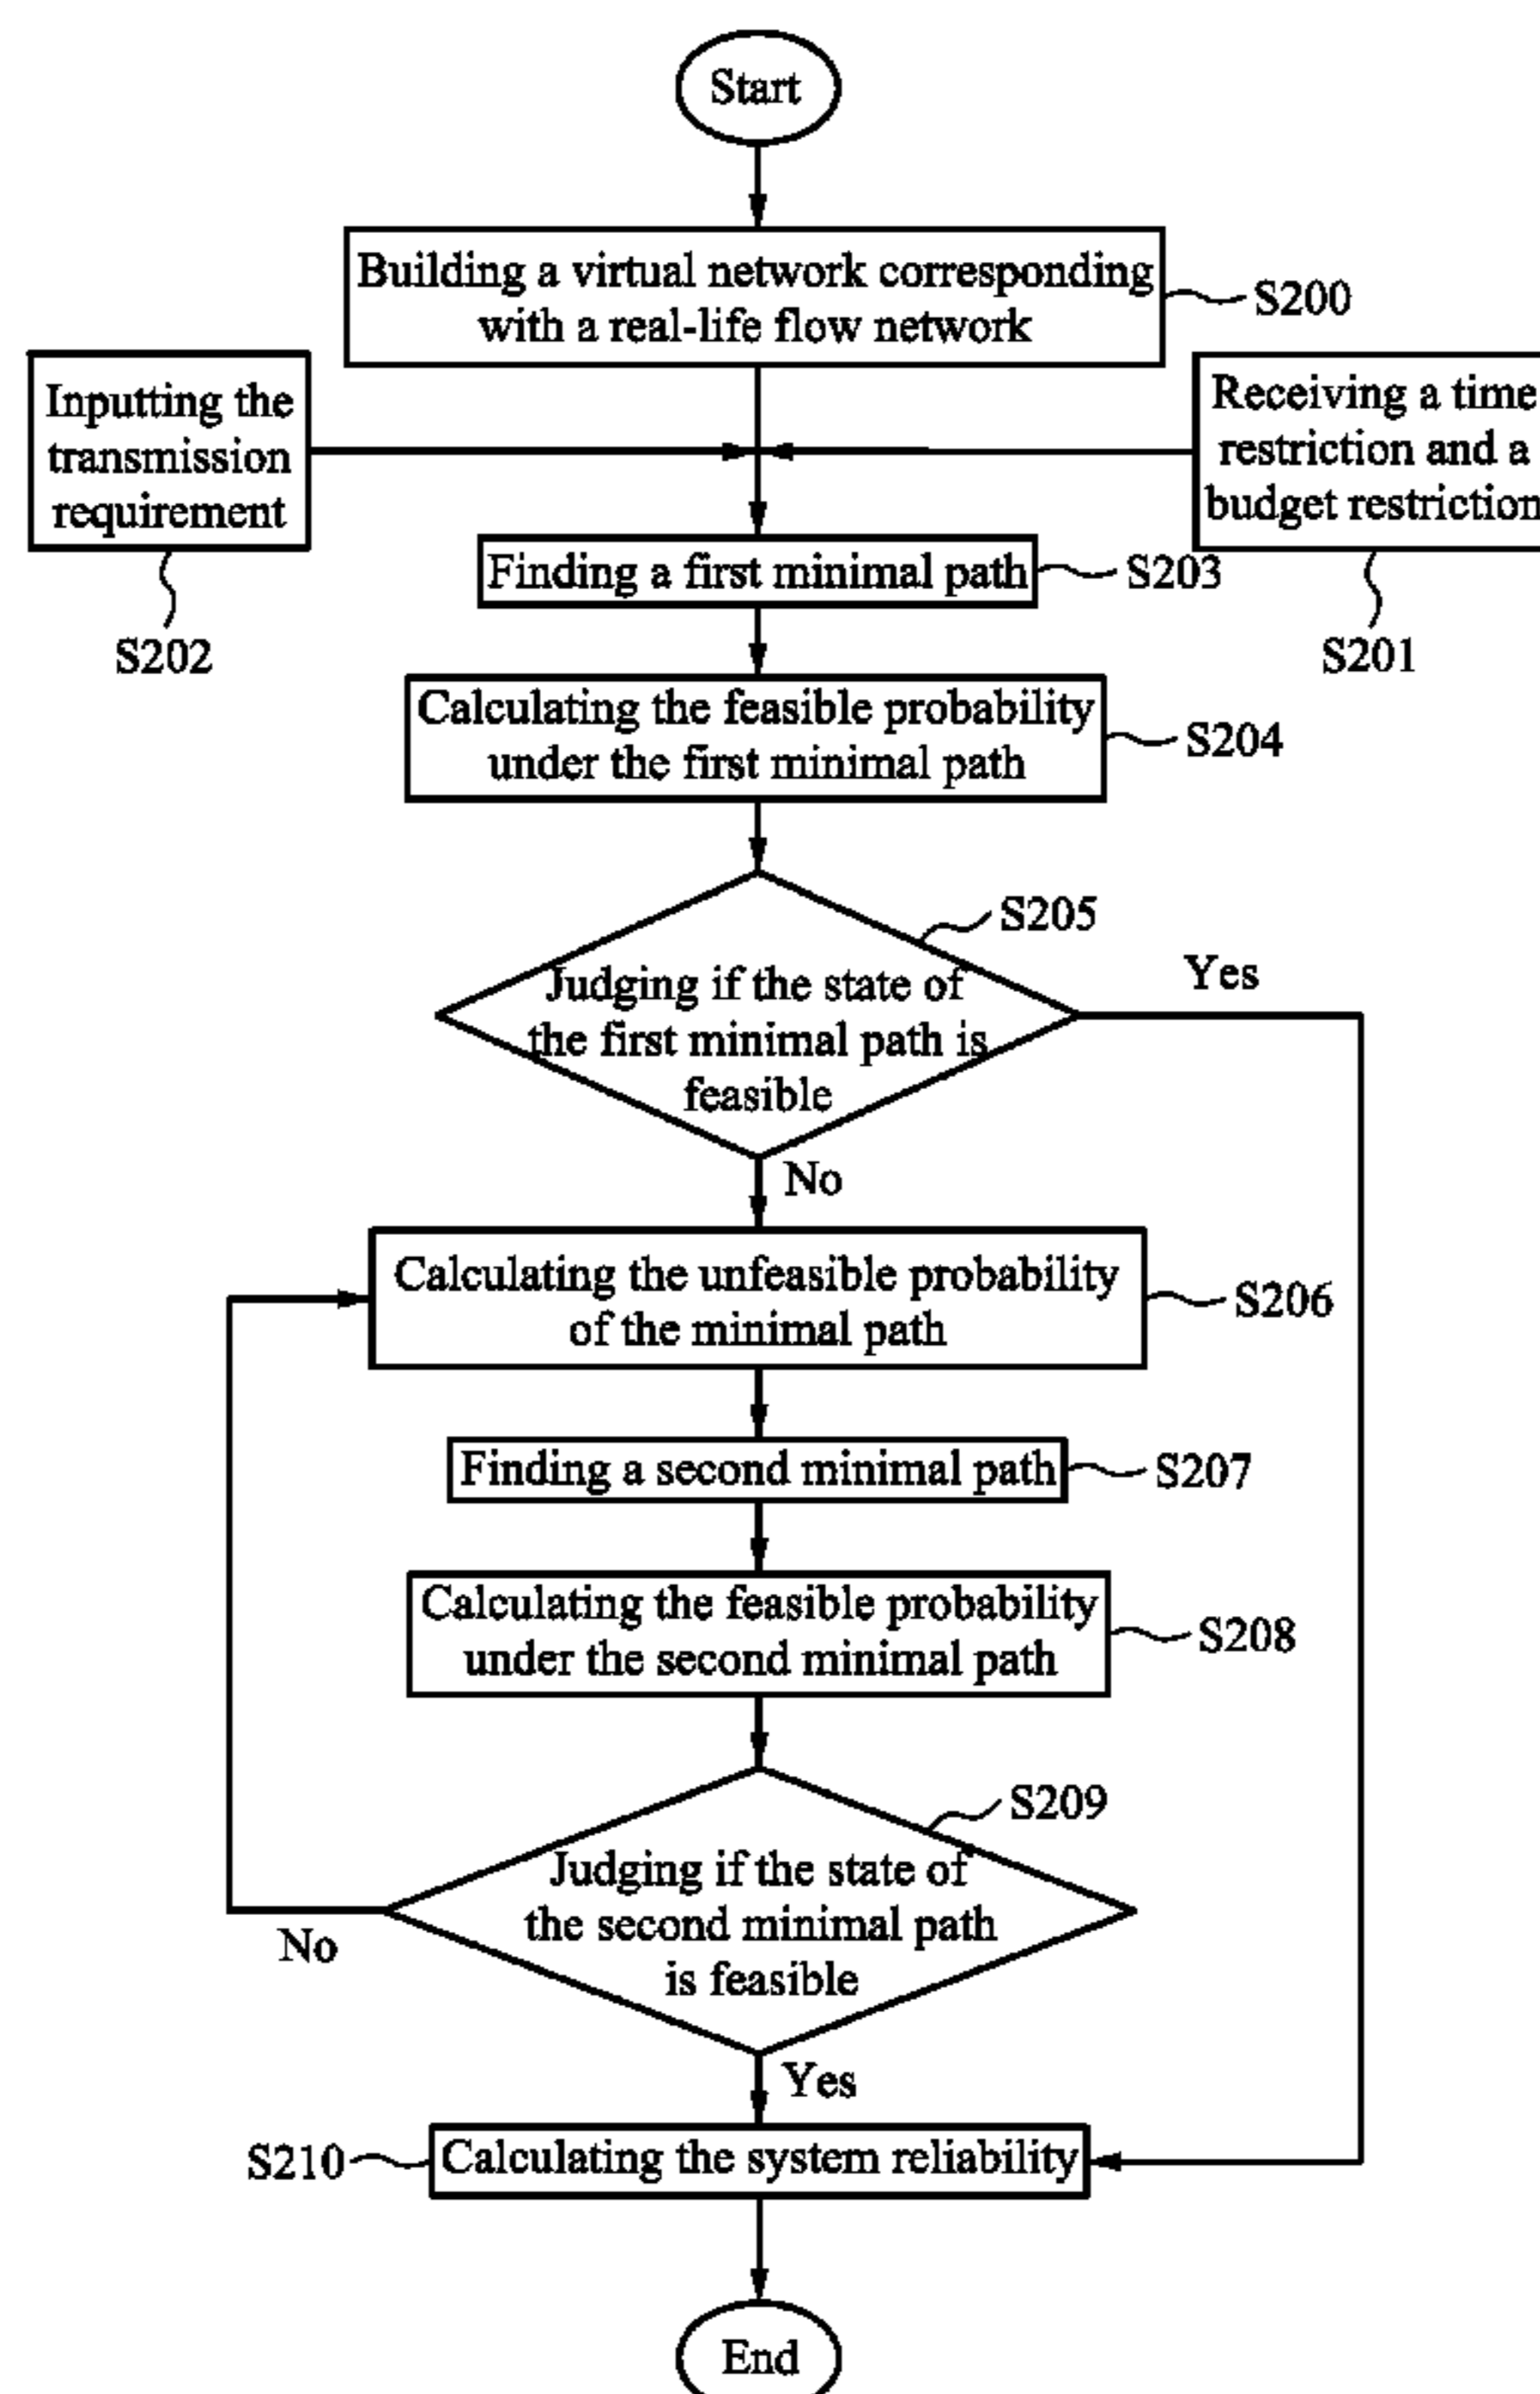 Start
Building a virtual network corresponding
with a real-life flow network
S200
Inputting the
transmission
requirement
S202
Receiving a time
restriction and a
budget restriction
S201
Finding a first minimal path
S203
Calculating the feasible probability
under the first minimal path
S204
S205
Judging if the state of
the first minimal path is
feasible
Yes
No
Calculating the unfeasible probability
of the minimal path
S206
Finding a second minimal path
S207
Calculating the feasible probability
under the second minimal path
S208
S209
Judging if the state of
the second minimal path
is feasible
No
Yes
S210
Calculating the system reliability
End